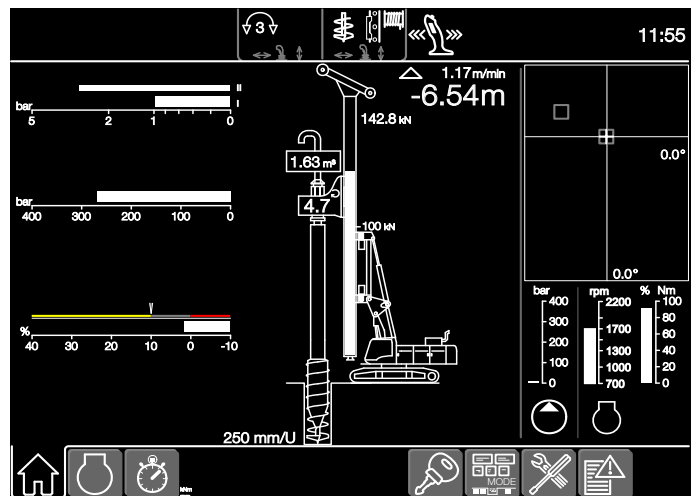 3
11:55
1.17 m/min
-6.54m
II
I
bar
5 2 1 0
142.8 kN
0.0°
1.63 m³
bar
400 300 200 100 0
4.7
-100 kN
0.0°
bar rpm % Nm
400 2200 100
300 1700 80
200 1300 60
100 1000 40
0 700 20
0
%
40 30 20 10 0 -10
250 mm/U
MODE